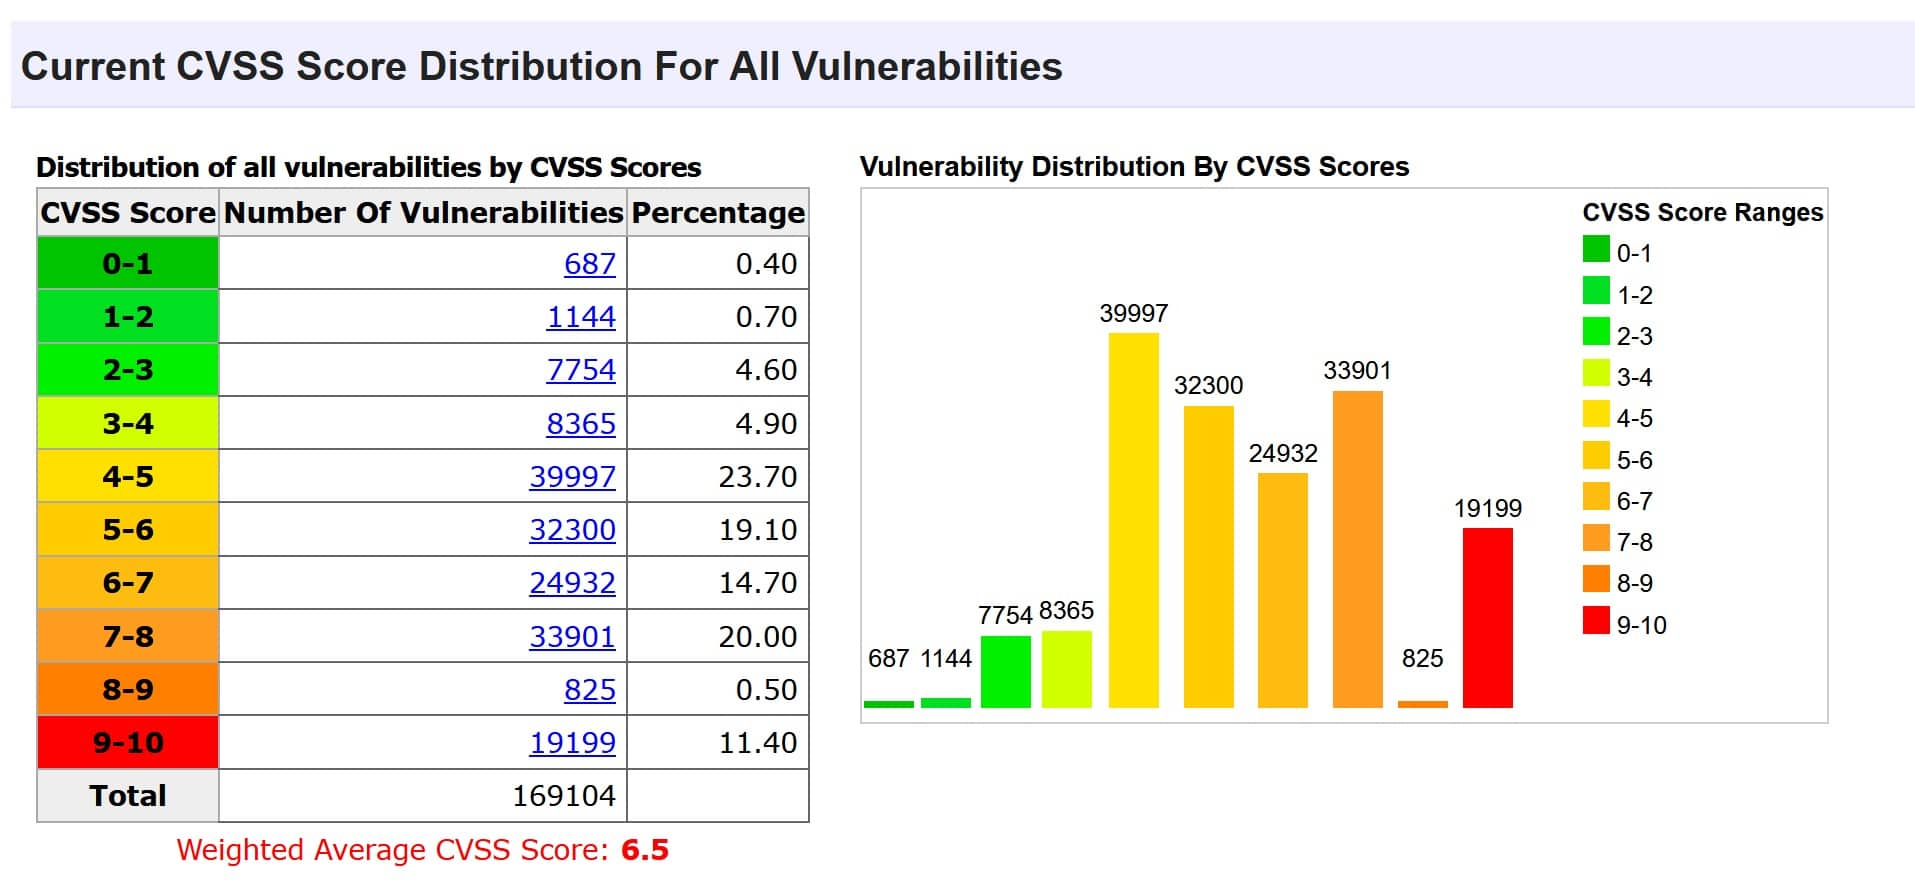 Current CVSS Score Distribution For All Vulnerabilities
Distribution of all vulnerabilities by CVSS Scores
CVSS Score Number Of Vulnerabilities Percentage
0-1 687 0.40
1-2 1144 0.70
2-3 7754 4.60
3-4 8365 4.90
4-5 39997 23.70
5-6 32300 19.10
6-7 24932 14.70
7-8 33901 20.00
8-9 825 0.50
9-10 19199 11.40
Total 169104
Weighted Average CVSS Score: 6.5
Vulnerability Distribution By CVSS Scores
687
1144
7754
8365
39997
32300
24932
33901
825
19199
CVSS Score Ranges
0-1
1-2
2-3
3-4
4-5
5-6
6-7
7-8
8-9
9-10